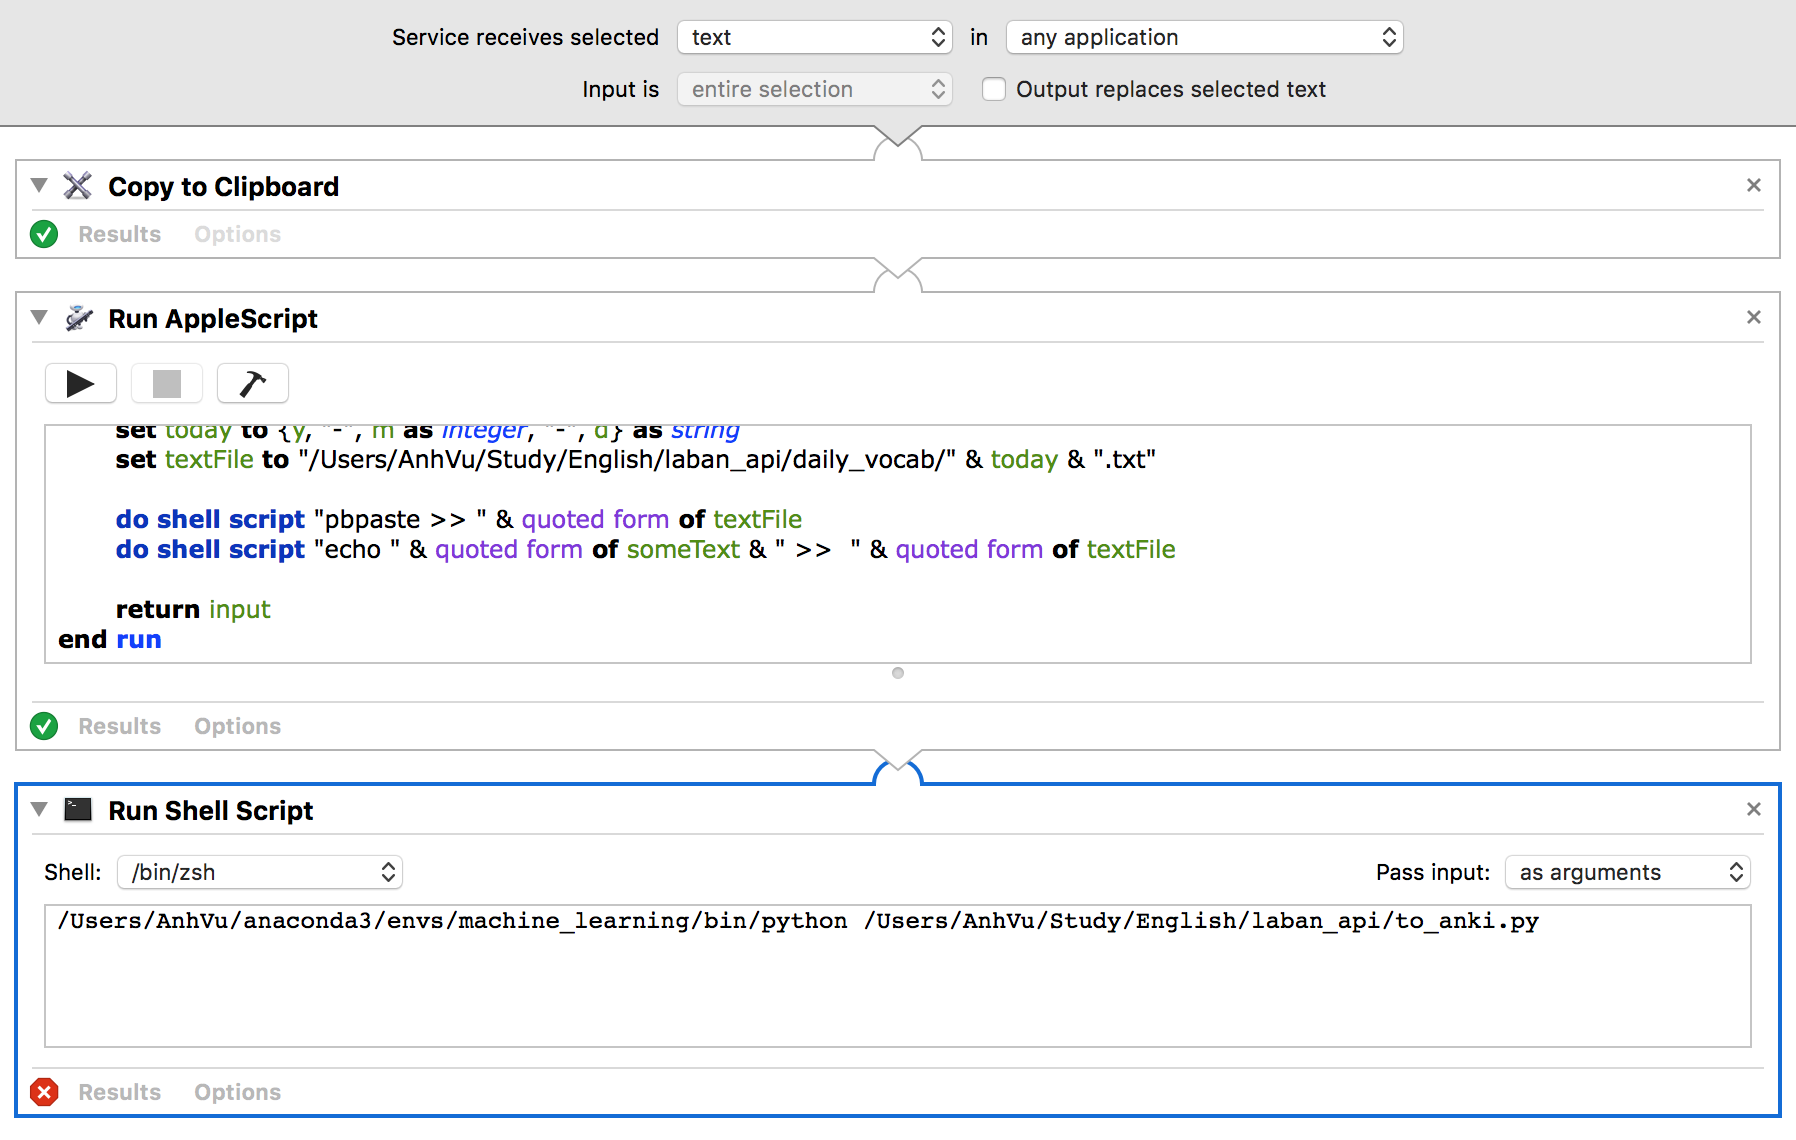 Service receives selected text in any application
Input is entire selection Output replaces selected text
Copy to Clipboard
Results Options
Run AppleScript
set today to {y, "-", m as integer, "-", d} as string
set textFile to "/Users/AnhVu/Study/English/laban_api/daily_vocab/" & today & ".txt"
do shell script "pbpaste >> " & quoted form of textFile
do shell script "echo " & quoted form of someText & " >>  " & quoted form of textFile
return input
end run
Results Options
Run Shell Script
Shell: /bin/zsh Pass input: as arguments
/Users/AnhVu/anaconda3/envs/machine_learning/bin/python /Users/AnhVu/Study/English/laban_api/to_anki.py
Results Options